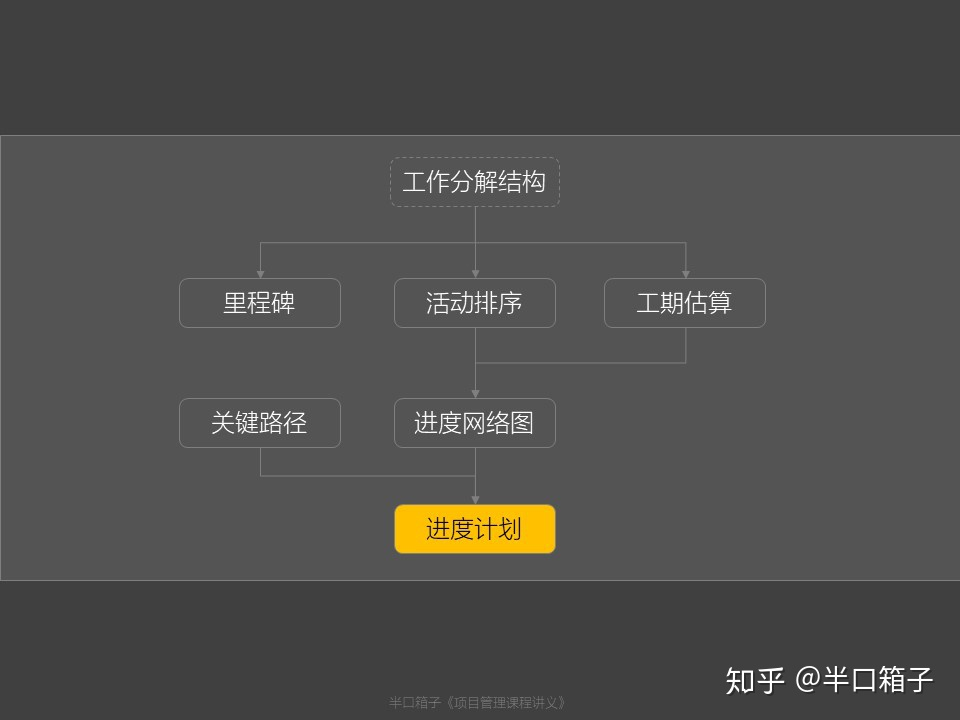 工作分解结构
里程碑
活动排序
工期估算
关键路径
进度网络图
进度计划
知乎 @半口箱子
半口箱子《项目管理课程讲义》